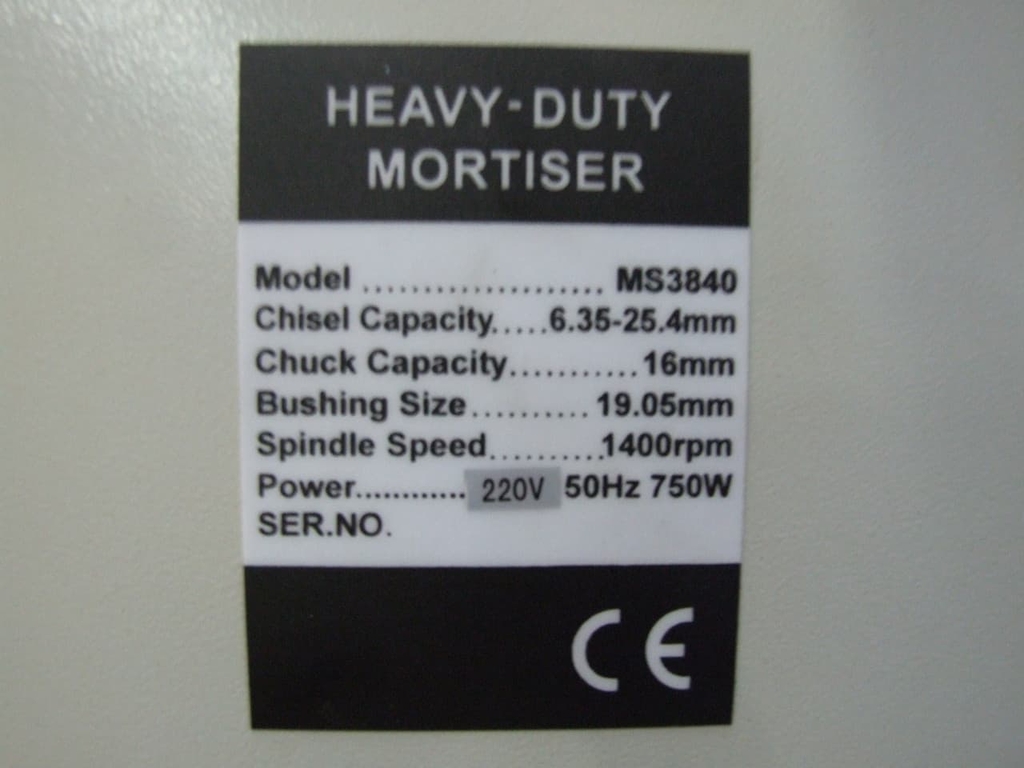 HEAVY-DUTY
MORTISER
Model .................... MS3840
Chisel Capacity.....6.35-25.4mm
Chuck Capacity...........16mm
Bushing Size.......... 19.05mm
Spindle Speed..........1400rpm
Power............ 220V 50Hz 750W
SER.NO.
CE